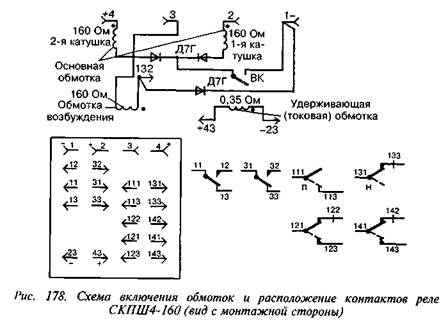 +4 3 2 1–
160 Ом
2-я катушка
Д7Г
160 Ом
1-я ка-
тушка
Основная
обмотка
132
Д7Г
ВК
160 Ом
Обмотка
возбуждения
0,35 Ом
Удерживающая
(токовая) обмотка
+43
–23
– 1 + 2 3 4 +
12 32
11 31 111 131
13 33 113 133
122 142
121 141
23 43 123 143
– +
11 12 13
31 32 33
111 П 113
131 Н 133
121 122 123
141 142 143
Рис. 178. Схема включения обмоток и расположение контактов реле
СКПШ4-160 (вид с монтажной стороны)